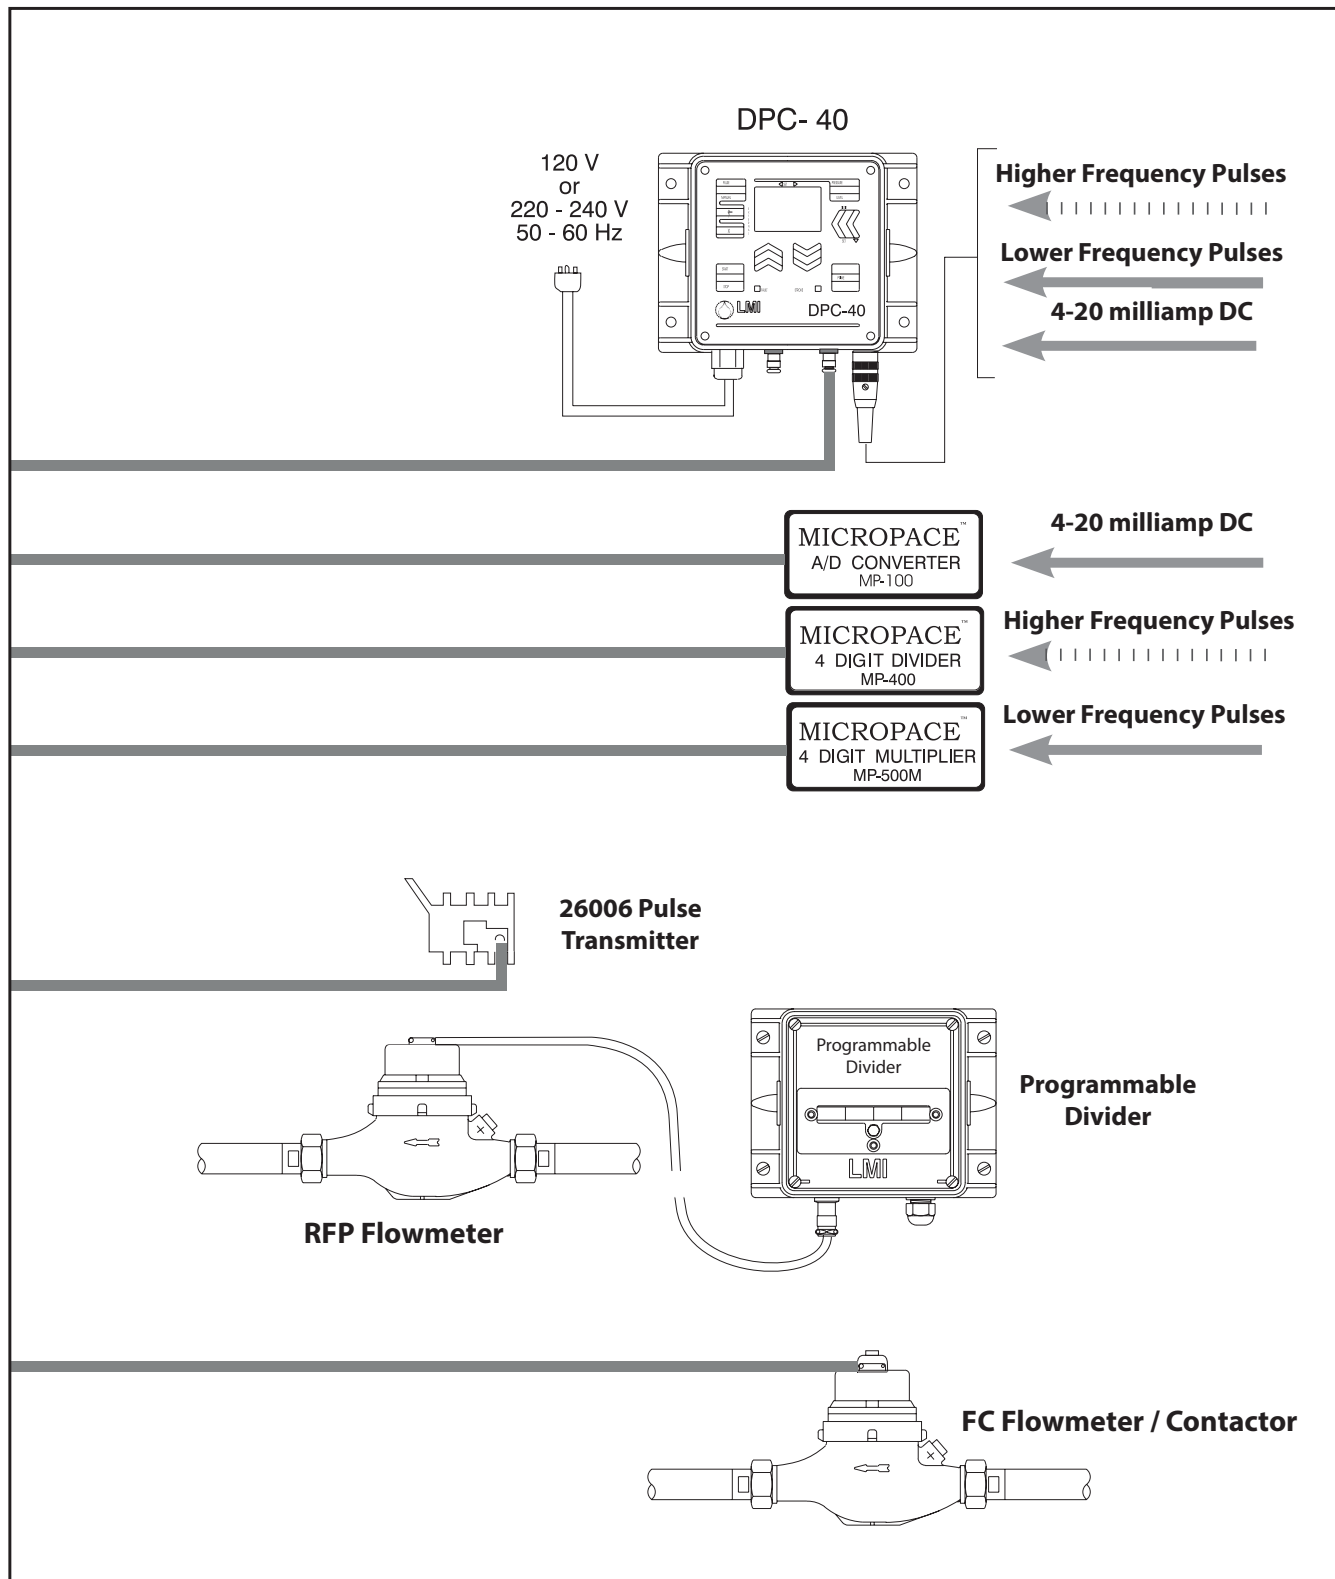 DPC- 40
120 V
or
220 - 240 V
50 - 60 Hz
LMI
DPC-40
Higher Frequency Pulses
Lower Frequency Pulses
4-20 milliamp DC
MICROPACE™
A/D CONVERTER
MP-100
4-20 milliamp DC
MICROPACE™
4 DIGIT DIVIDER
MP-400
Higher Frequency Pulses
MICROPACE™
4 DIGIT MULTIPLIER
MP-500M
Lower Frequency Pulses
26006 Pulse
Transmitter
Programmable
Divider
LMI
Programmable
Divider
RFP Flowmeter
FC Flowmeter / Contactor